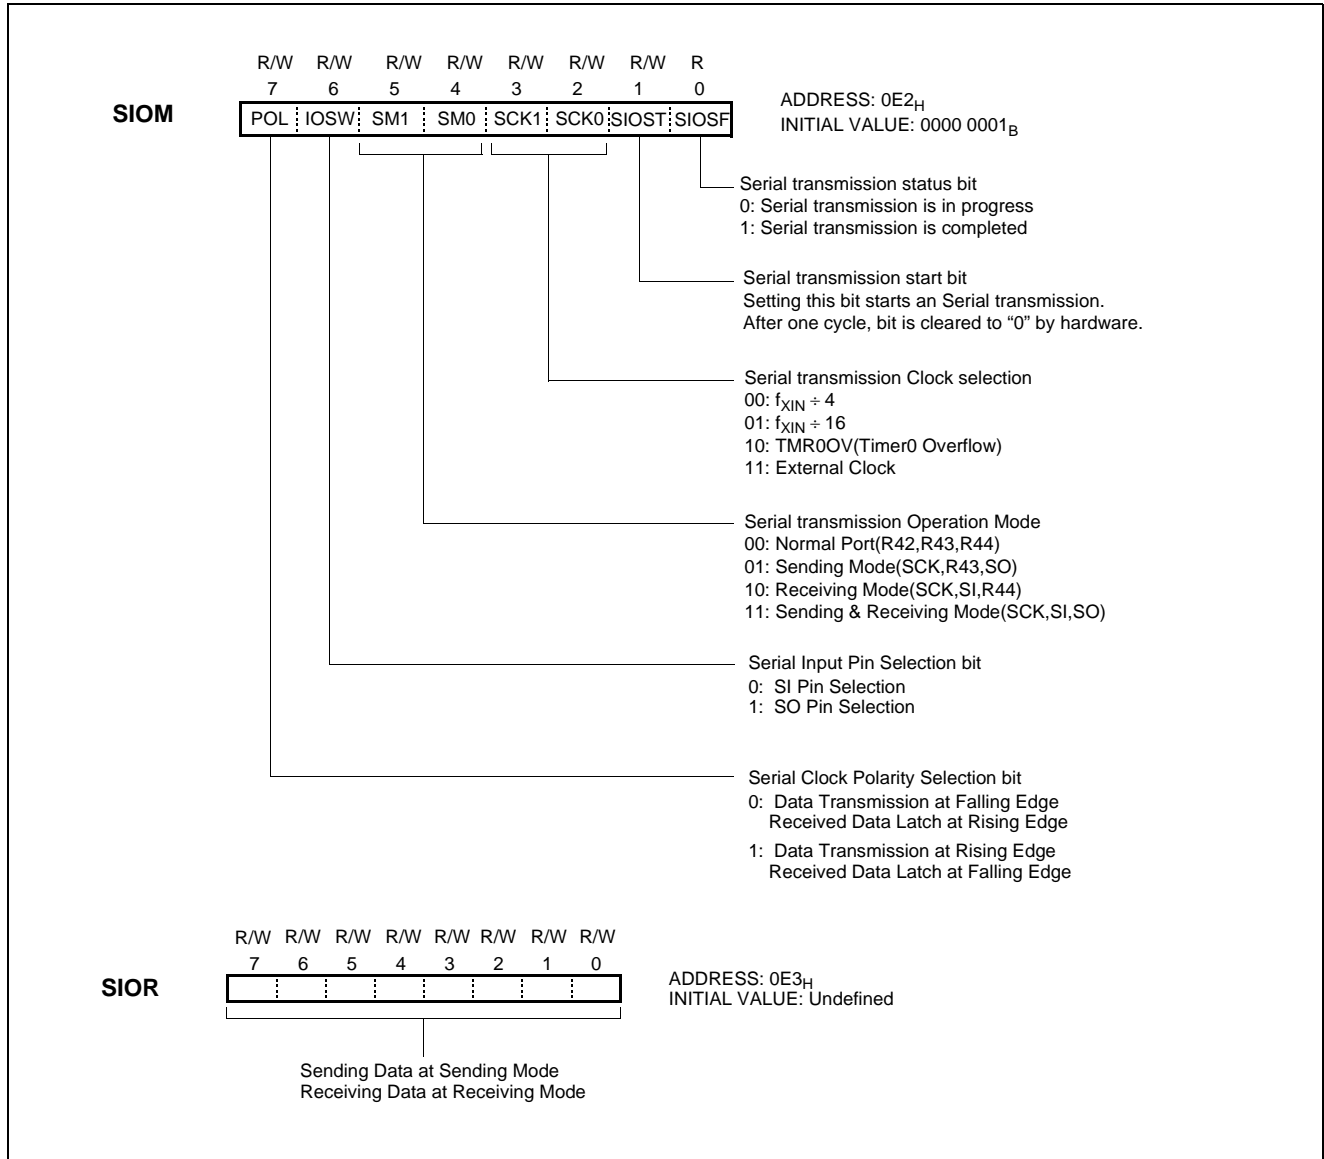 R/W R/W R/W R/W R/W R/W R/W R
7 6 5 4 3 2 1 0
SIOM
POL IOSW SM1 SM0 SCK1 SCK0 SIOST SIOSF
ADDRESS: 0E2H
INITIAL VALUE: 0000 0001B
Serial transmission status bit
0: Serial transmission is in progress
1: Serial transmission is completed
Serial transmission start bit
Setting this bit starts an Serial transmission.
After one cycle, bit is cleared to “0” by hardware.
Serial transmission Clock selection
00: fXIN ÷ 4
01: fXIN ÷ 16
10: TMR0OV(Timer0 Overflow)
11: External Clock
Serial transmission Operation Mode
00: Normal Port(R42,R43,R44)
01: Sending Mode(SCK,R43,SO)
10: Receiving Mode(SCK,SI,R44)
11: Sending & Receiving Mode(SCK,SI,SO)
Serial Input Pin Selection bit
0: SI Pin Selection
1: SO Pin Selection
Serial Clock Polarity Selection bit
0: Data Transmission at Falling Edge
Received Data Latch at Rising Edge
1: Data Transmission at Rising Edge
Received Data Latch at Falling Edge
R/W R/W R/W R/W R/W R/W R/W R/W
7 6 5 4 3 2 1 0
SIOR
ADDRESS: 0E3H
INITIAL VALUE: Undefined
Sending Data at Sending Mode
Receiving Data at Receiving Mode